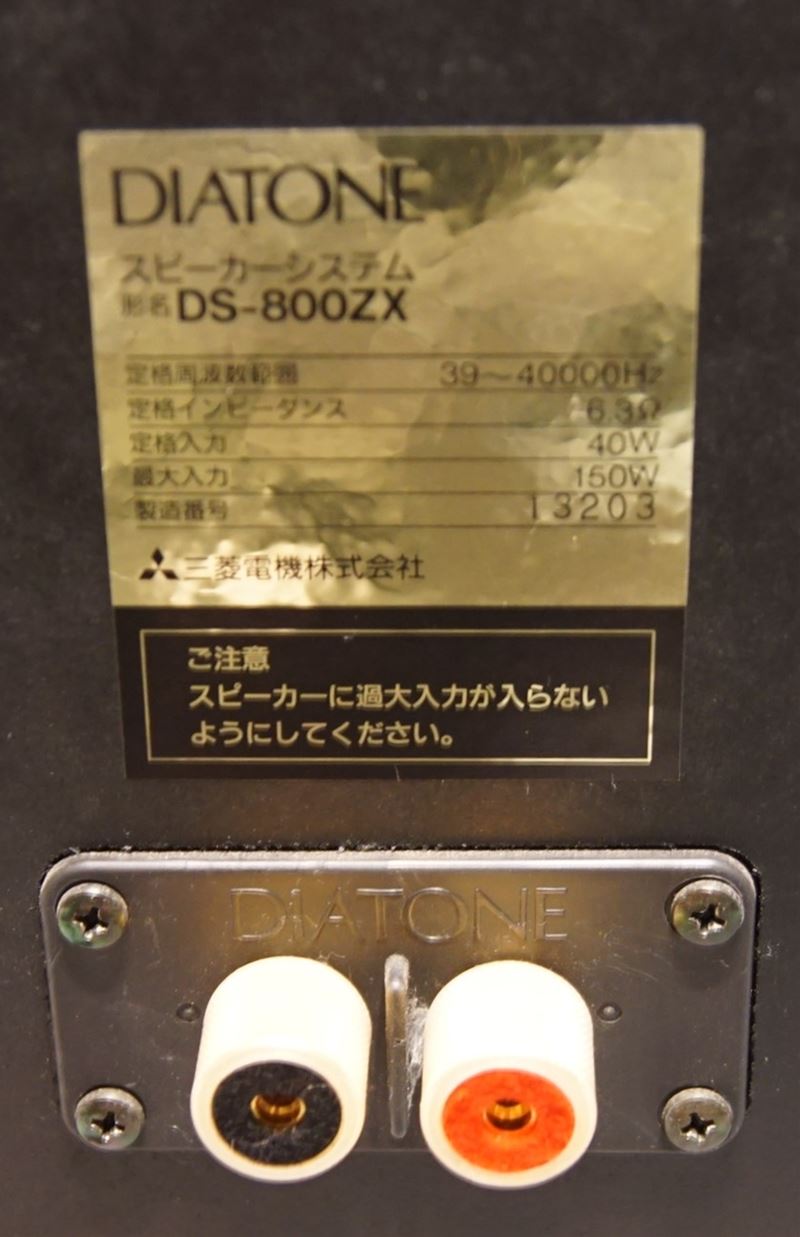 DIATONE
スピーカーシステム
形名 DS-800ZX
定格周波数範囲 39～40000Hz
定格インピーダンス 6.3Ω
定格入力 40W
最大入力 150W
製造番号 13203
三菱電機株式会社
ご注意
スピーカーに過大入力が入らない
ようにしてください。
DIATONE